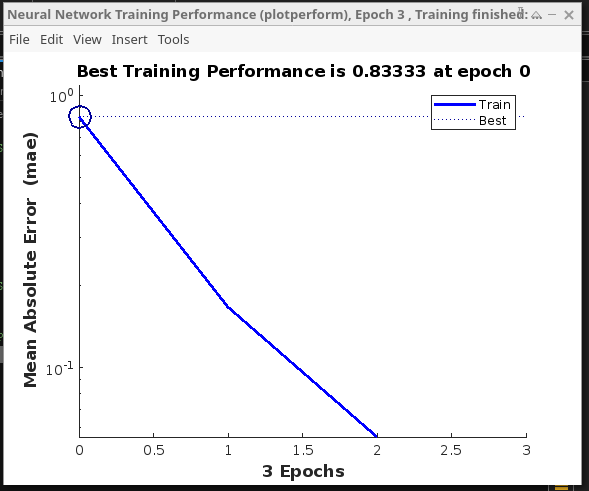 Neural Network Training Performance (plotperform), Epoch 3 , Training finished: ...
File Edit View Insert Tools
Best Training Performance is 0.83333 at epoch 0
Mean Absolute Error (mae)
10^0
10^-1
Train
Best
0 0.5 1 1.5 2 2.5 3
3 Epochs